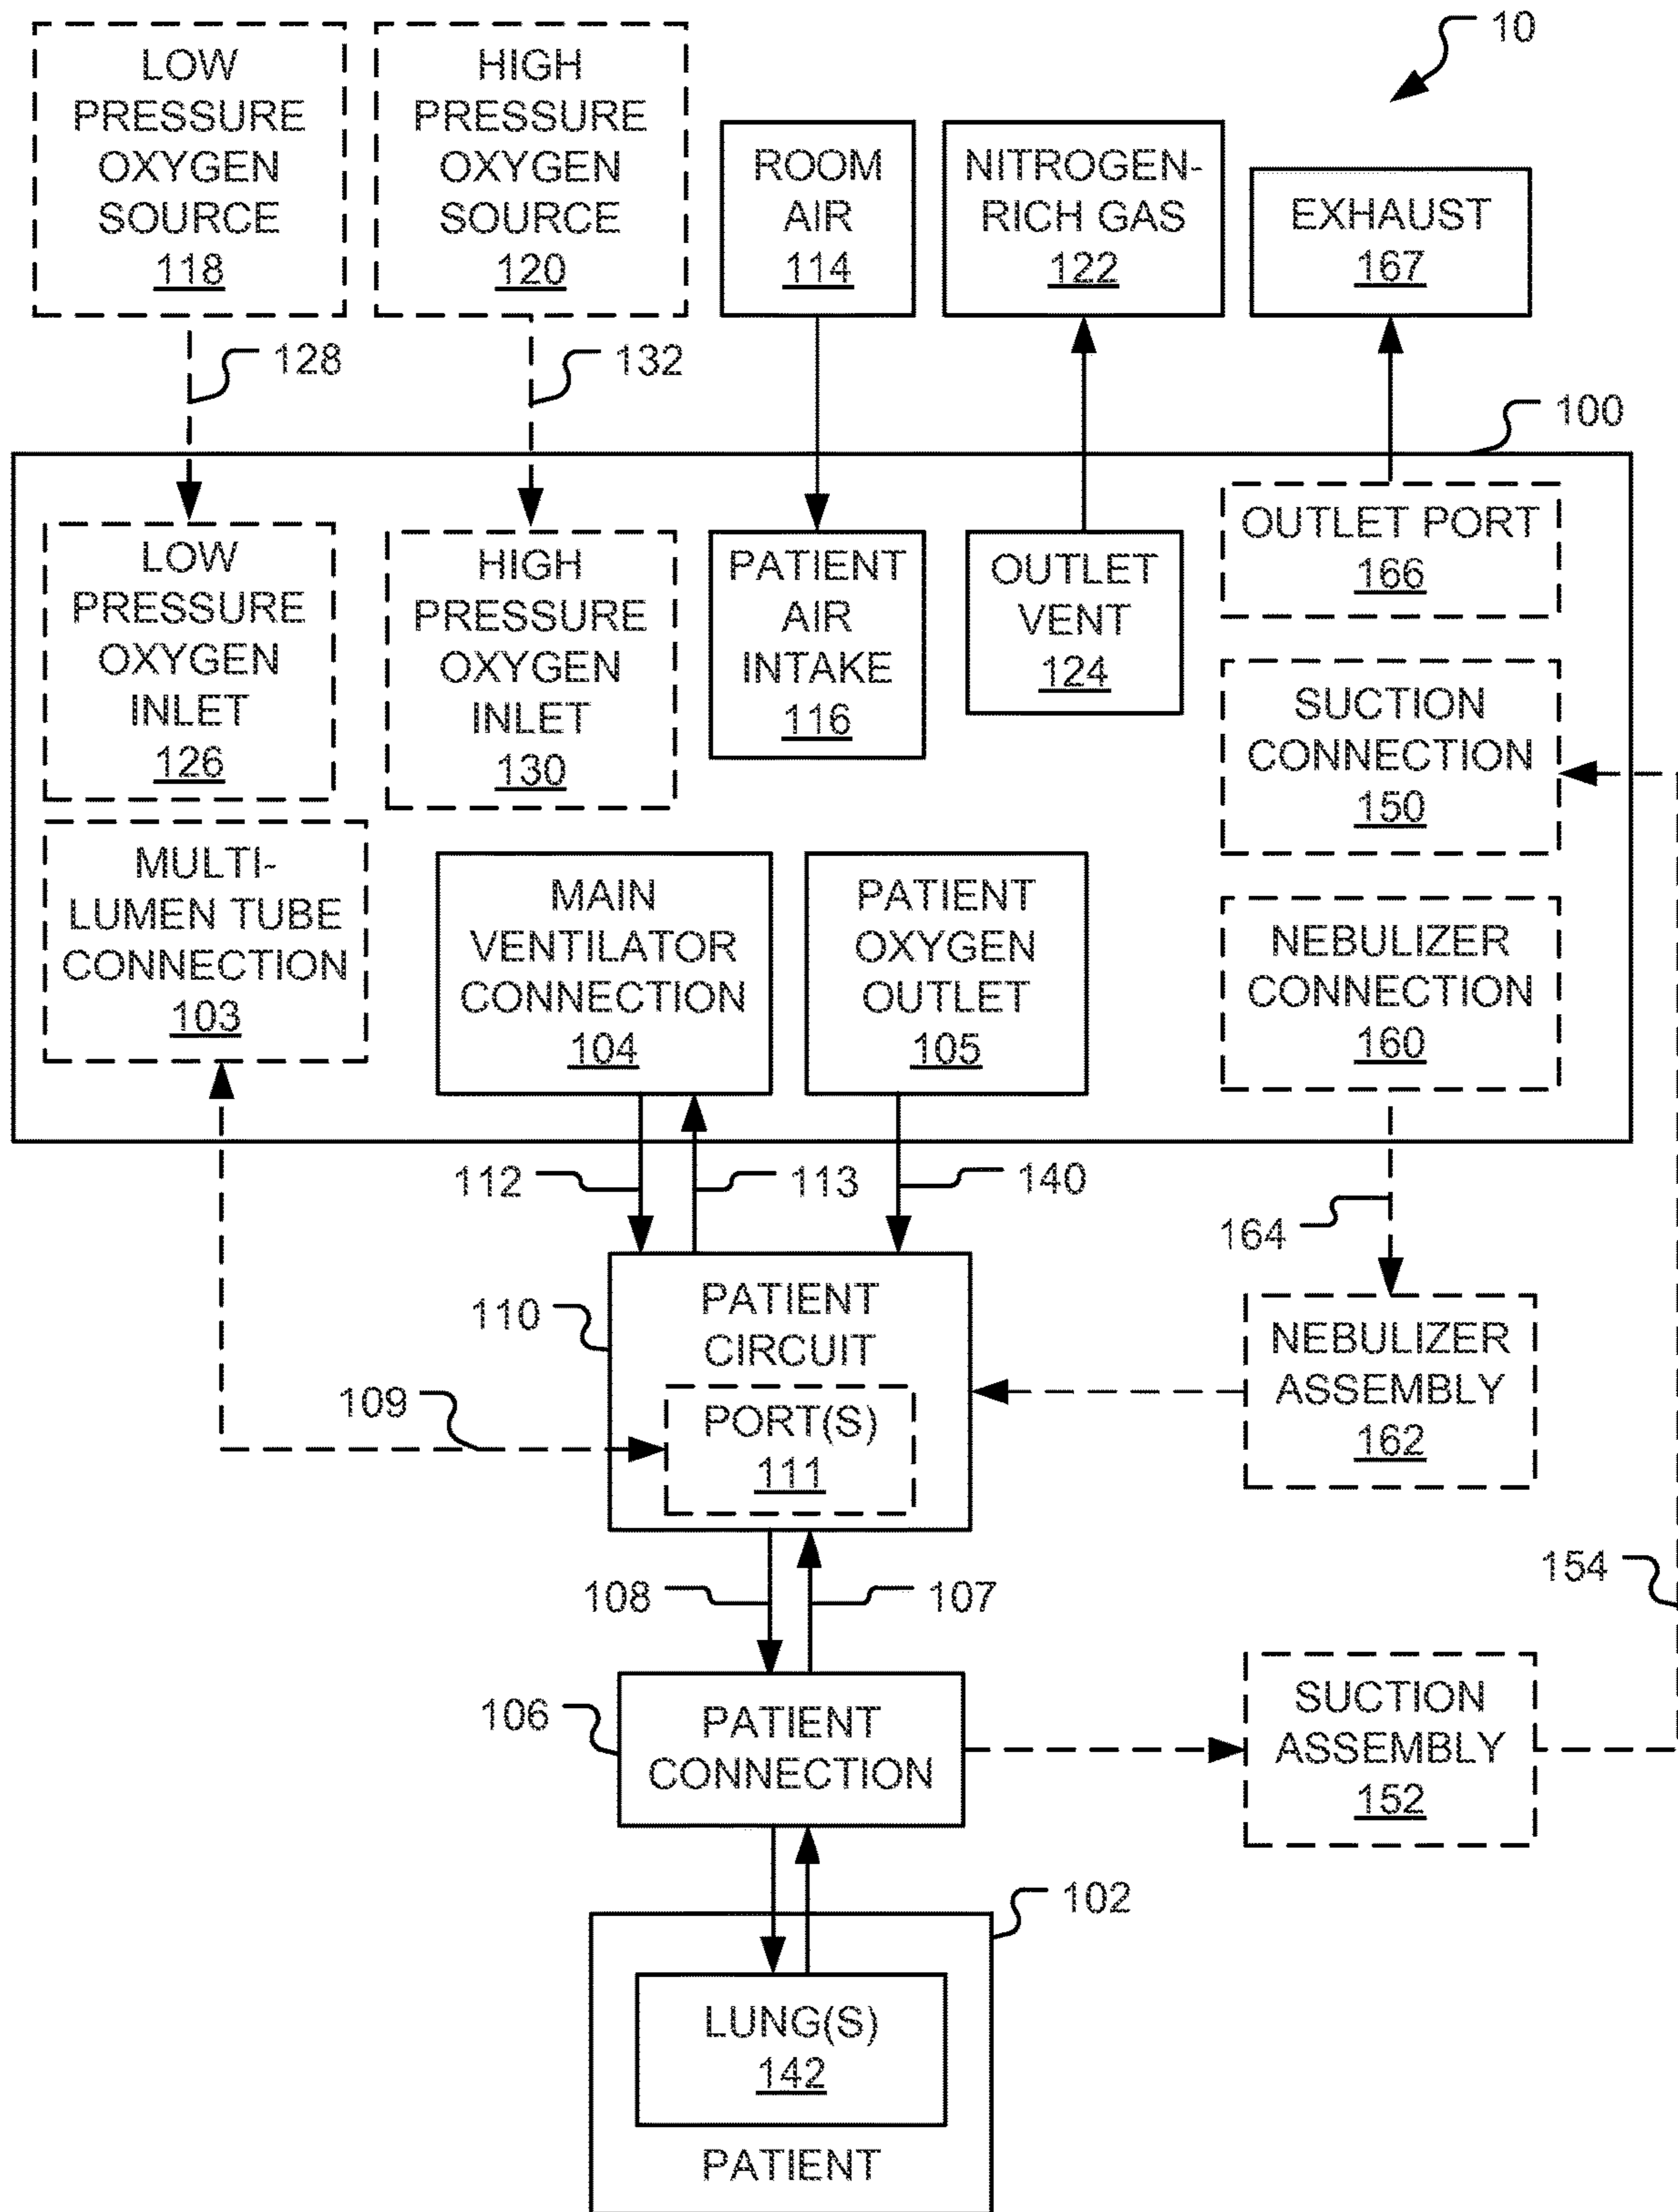 10
LOW
PRESSURE
OXYGEN
SOURCE
118
HIGH
PRESSURE
OXYGEN
SOURCE
120
ROOM
AIR
114
NITROGEN-
RICH GAS
122
EXHAUST
167
128
132
100
LOW
PRESSURE
OXYGEN
INLET
126
HIGH
PRESSURE
OXYGEN
INLET
130
PATIENT
AIR
INTAKE
116
OUTLET
VENT
124
OUTLET PORT
166
SUCTION
CONNECTION
150
MULTI-
LUMEN TUBE
CONNECTION
103
MAIN
VENTILATOR
CONNECTION
104
PATIENT
OXYGEN
OUTLET
105
NEBULIZER
CONNECTION
160
112
113
140
164
110
PATIENT
CIRCUIT
PORT(S)
111
109
NEBULIZER
ASSEMBLY
162
108
107
154
106
PATIENT
CONNECTION
SUCTION
ASSEMBLY
152
102
LUNG(S)
142
PATIENT